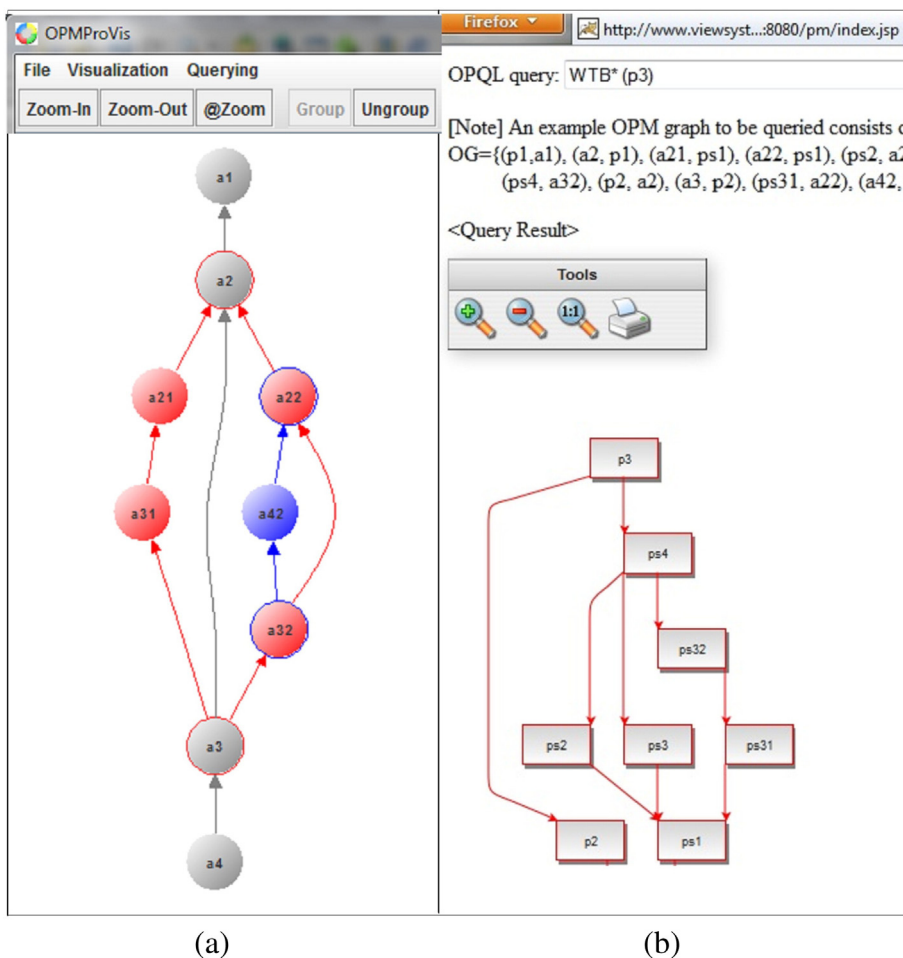 OPMProVis
File Visualization Querying
Zoom-In Zoom-Out @Zoom Group Ungroup
a1
a2
a21 a22
a31 a42
a32
a3
a4
(a)
Firefox
http://www.viewsyst...:8080/pm/index.jsp
OPQL query: WTB* (p3)
[Note] An example OPM graph to be queried consists
OG={(p1,a1), (a2, p1), (a21, ps1), (a22, ps1), (ps2,
(ps4, a32), (p2, a2), (a3, p2), (ps31, a22), (a42,
<Query Result>
Tools
1:1
p3
ps4
ps32
ps2 ps3 ps31
p2 ps1
(b)